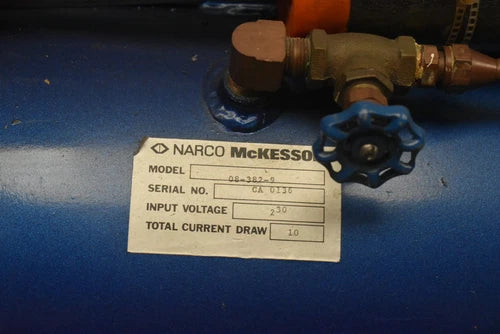 NARCO McKESSO
MODEL 08-382-9
SERIAL NO. CA 0136
INPUT VOLTAGE 230
TOTAL CURRENT DRAW 10